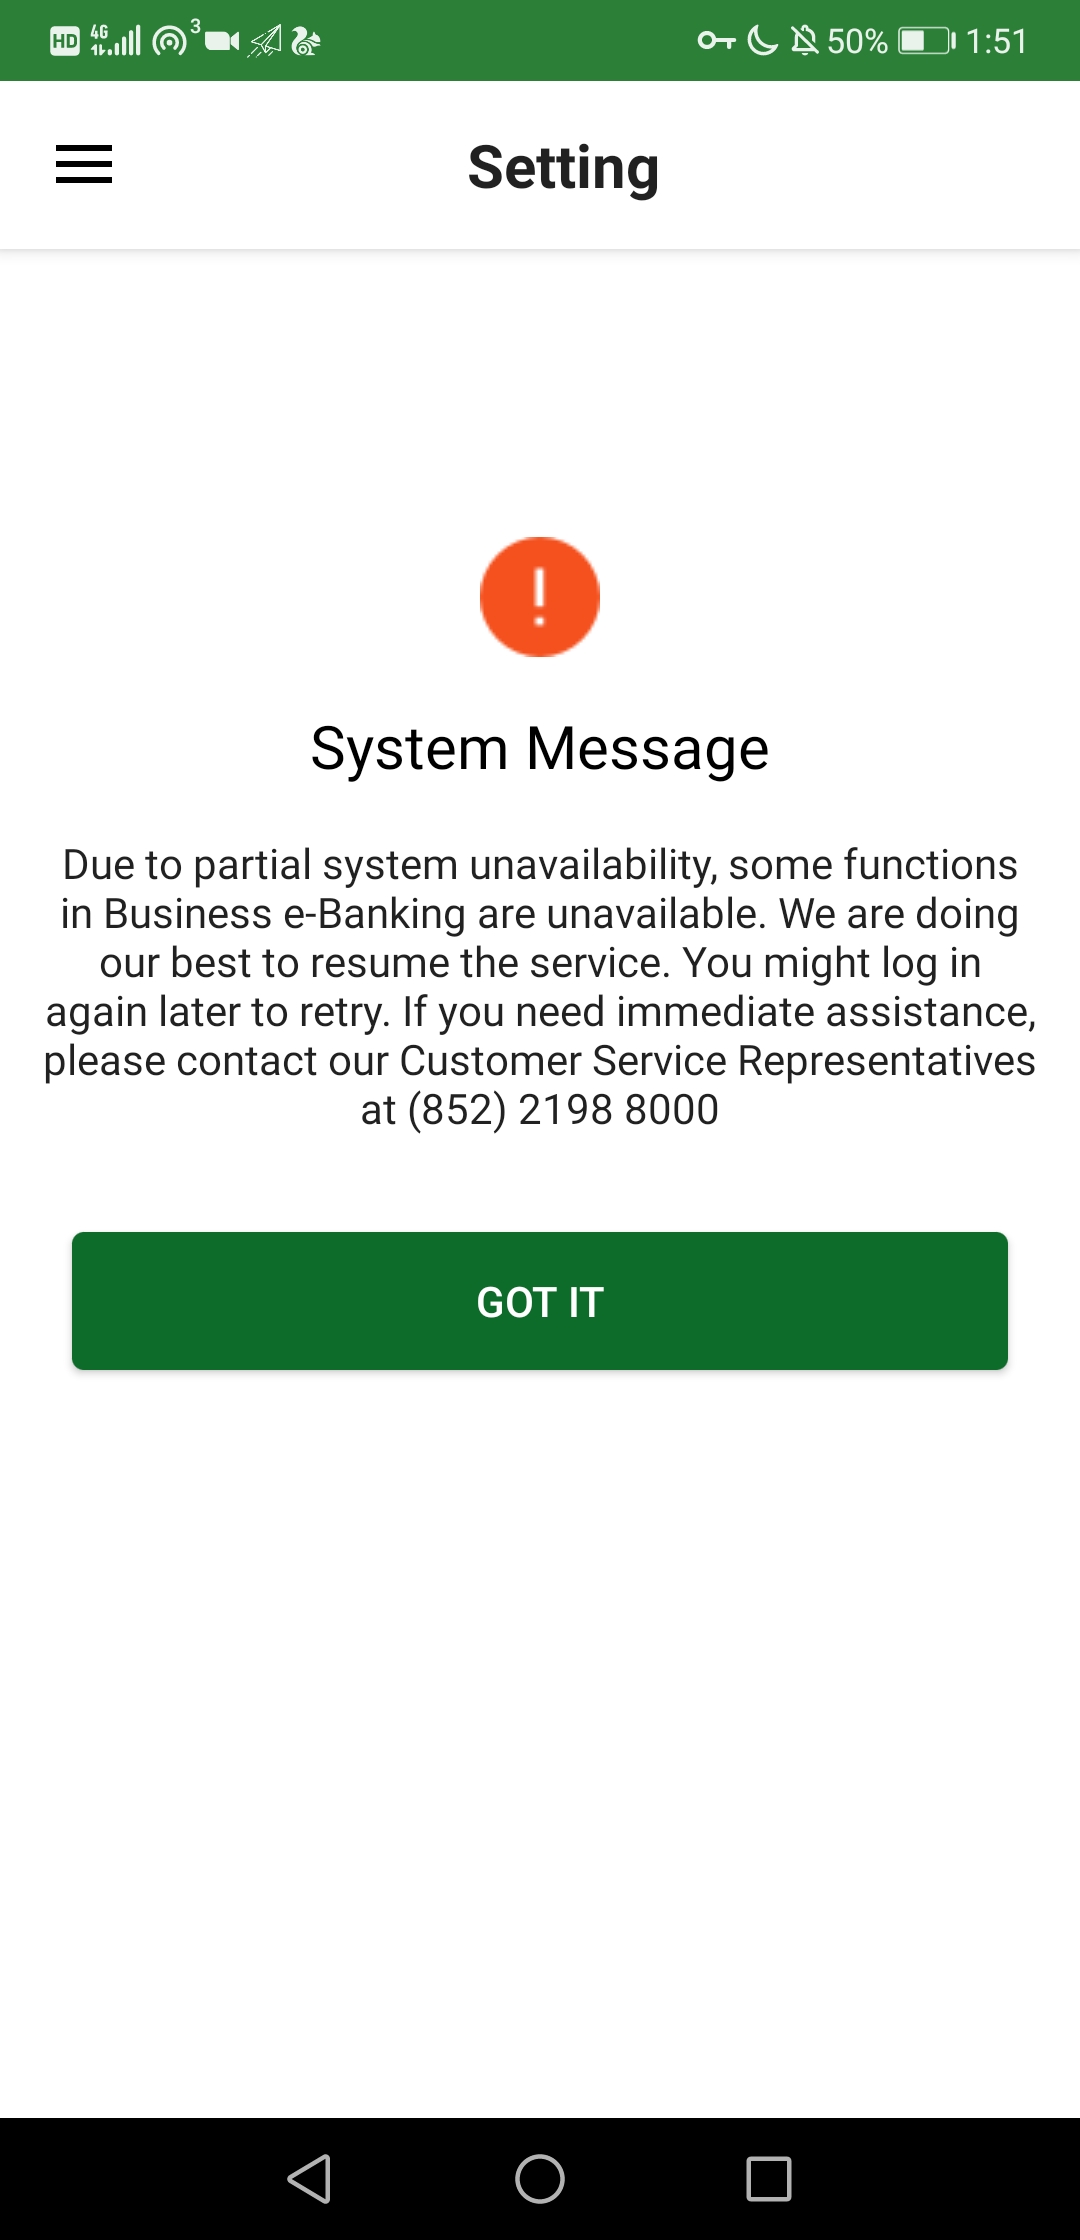 HD 4G 3 50% 1:51
Setting
System Message
Due to partial system unavailability, some functions
in Business e-Banking are unavailable. We are doing
our best to resume the service. You might log in
again later to retry. If you need immediate assistance,
please contact our Customer Service Representatives
at (852) 2198 8000
GOT IT